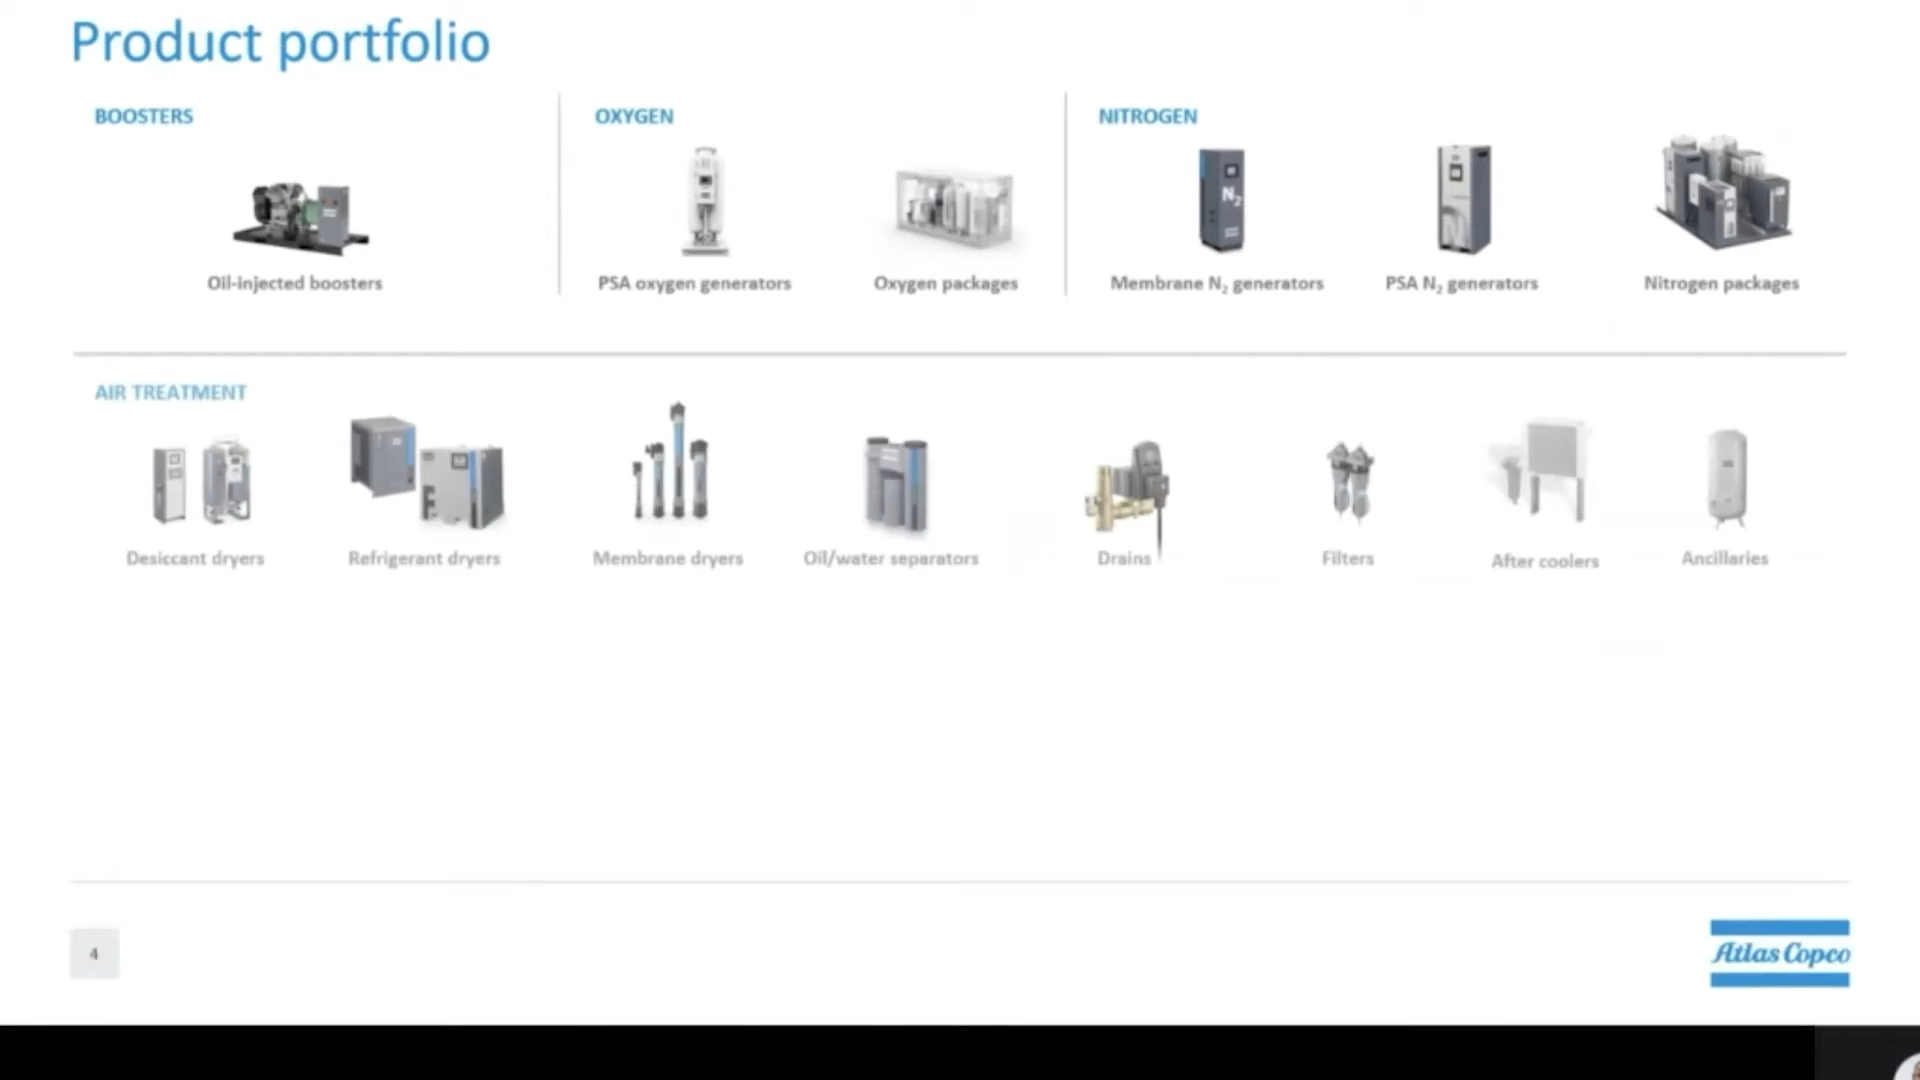 Product portfolio
BOOSTERS
OXYGEN
NITROGEN
N₂
Oil-injected boosters
PSA oxygen generators
Oxygen packages
Membrane N₂ generators
PSA N₂ generators
Nitrogen packages
AIR TREATMENT
Desiccant dryers
Refrigerant dryers
Membrane dryers
Oil/water separators
Drains
Filters
After coolers
Ancillaries
4
Atlas Copco